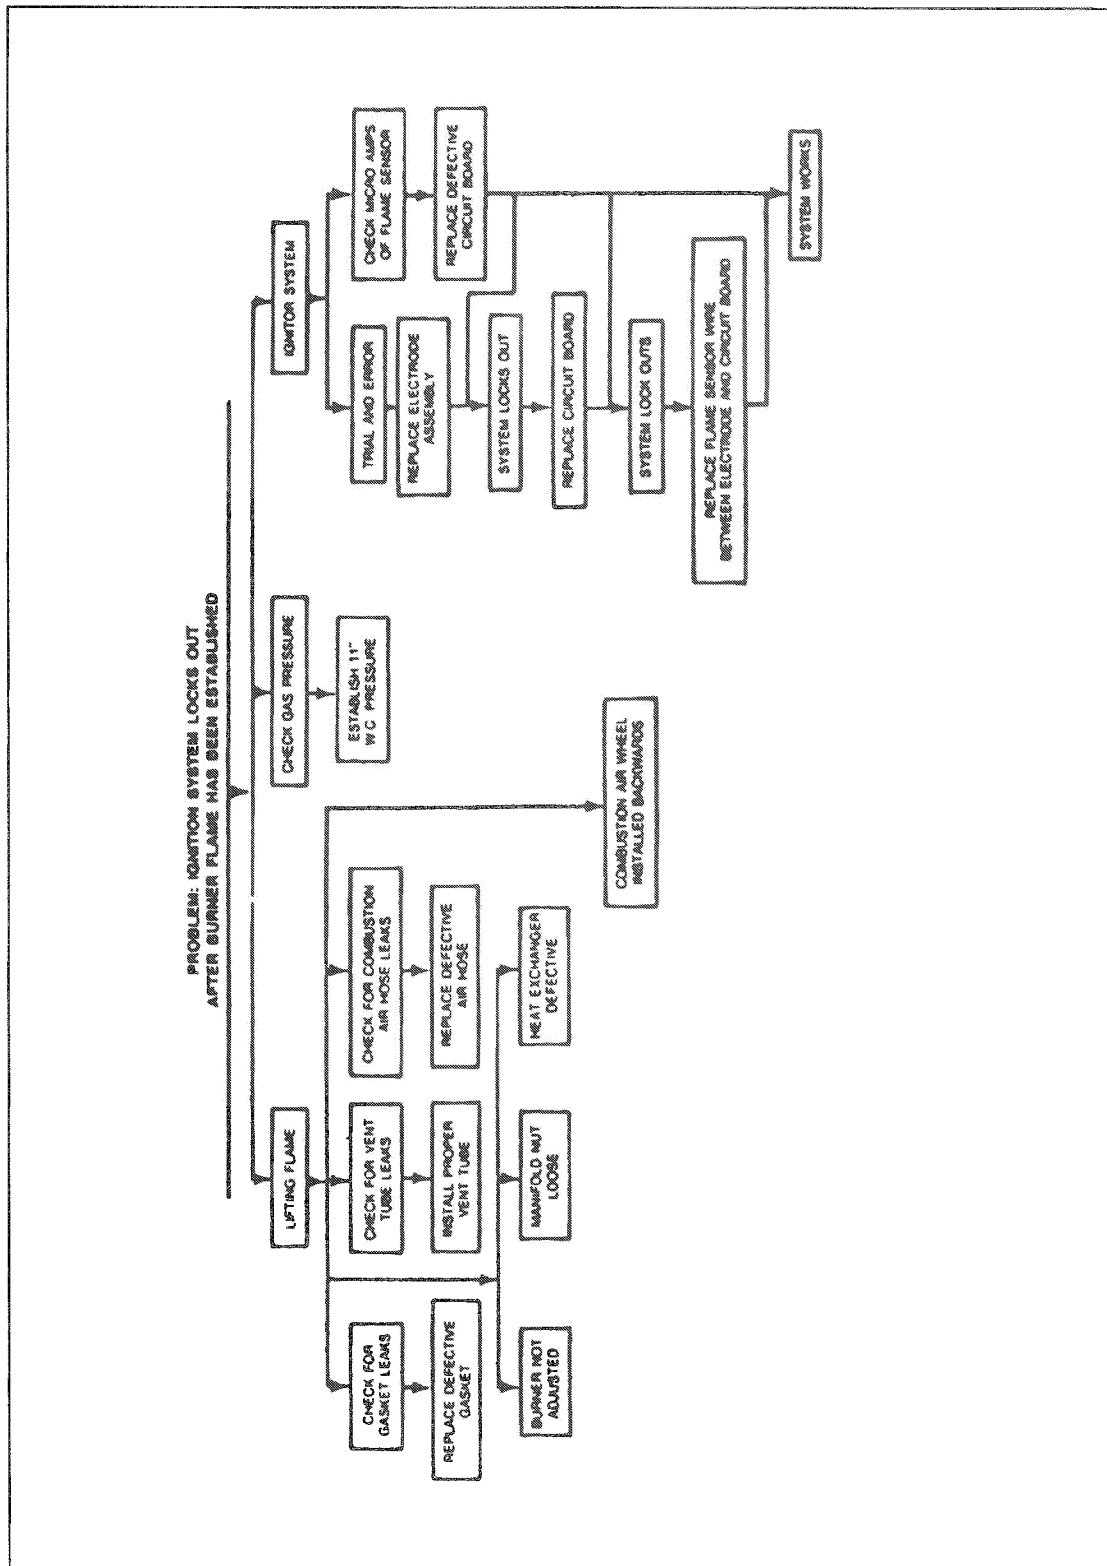 PROBLEM: IGNITION SYSTEM LOCKS OUT
AFTER BURNER FLAME HAS BEEN ESTABLISHED
LIFTING FLAME
CHECK GAS PRESSURE
IGNITOR SYSTEM
CHECK FOR
GASKET LEAKS
CHECK FOR VENT
TUBE LEAKS
CHECK FOR COMBUSTION
AIR HOSE LEAKS
ESTABLISH 11"
W C PRESSURE
TRIAL AND ERROR
CHECK MICRO AMPS
OF FLAME SENSOR
REPLACE DEFECTIVE
GASKET
INSTALL PROPER
VENT TUBE
REPLACE DEFECTIVE
AIR HOSE
REPLACE ELECTRODE
ASSEMBLY
REPLACE DEFECTIVE
CIRCUIT BOARD
BURNER NOT
ADJUSTED
MANIFOLD NUT
LOOSE
HEAT EXCHANGER
DEFECTIVE
SYSTEM LOCKS OUT
REPLACE CIRCUIT BOARD
COMBUSTION AIR WHEEL
INSTALLED BACKWARDS
SYSTEM LOCK OUTS
REPLACE FLAME SENSOR WIRE
BETWEEN ELECTRODE AND CIRCUIT BOARD
SYSTEM WORKS